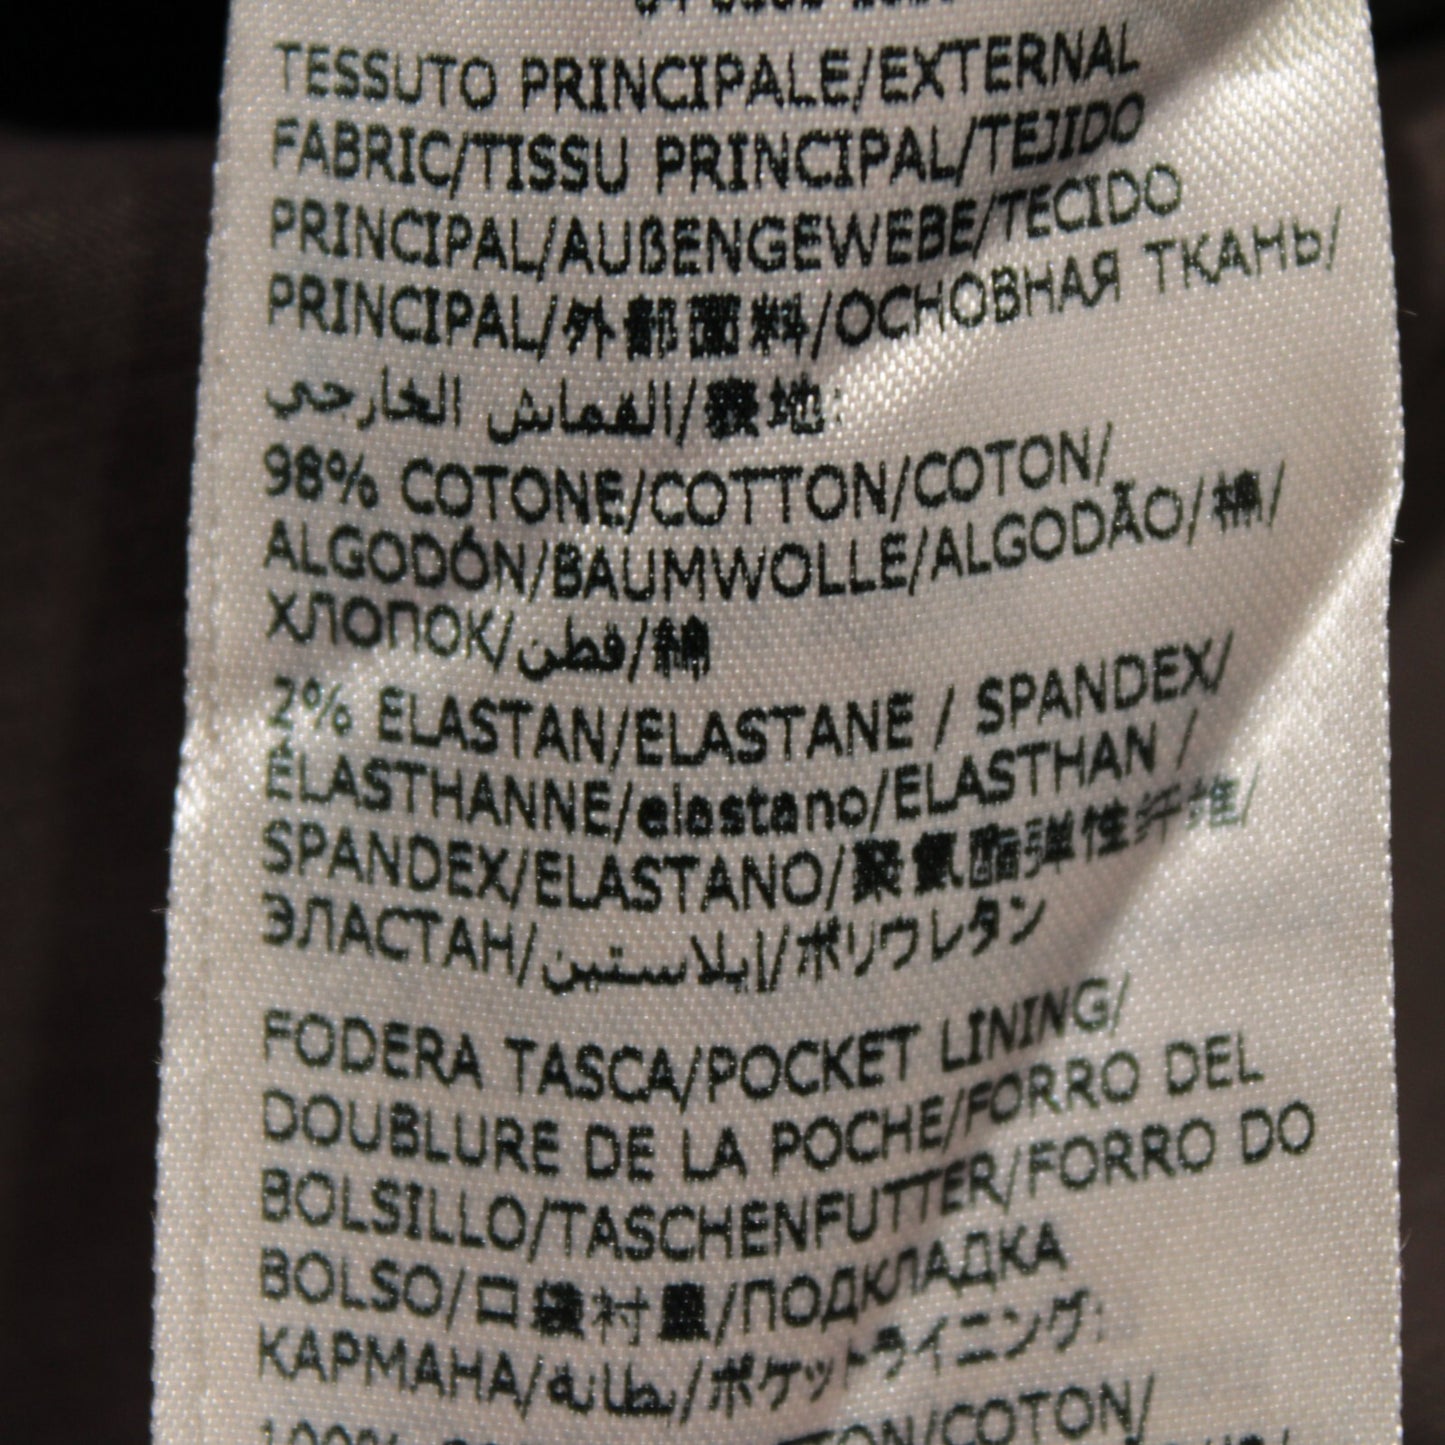 TESSUTO PRINCIPALE/EXTERNAL
FABRIC/TISSU PRINCIPAL/TEJIDO
PRINCIPAL/AUßENGEWEBE/TECIDO
PRINCIPAL/外部面料/ОСНОВНАЯ ТКАНЬ/
القماش الخارجي/表地:
98% COTONE/COTTON/COTON/
ALGODÓN/BAUMWOLLE/ALGODÃO/棉/
ХЛОПОК/قطن/綿
2% ELASTAN/ELASTANE / SPANDEX/
ÉLASTHANNE/elastano/ELASTHAN /
SPANDEX/ELASTANO/聚氨酯弹性纤维/
ЭЛАСТАН/إيلاستين/ポリウレタン
FODERA TASCA/POCKET LINING/
DOUBLURE DE LA POCHE/FORRO DEL
BOLSILLO/TASCHENFUTTER/FORRO DO
BOLSO/口袋衬里/ПОДКЛАДКА
КАРМАНА/بطانة/ポケットライニング:
100% /COTON/